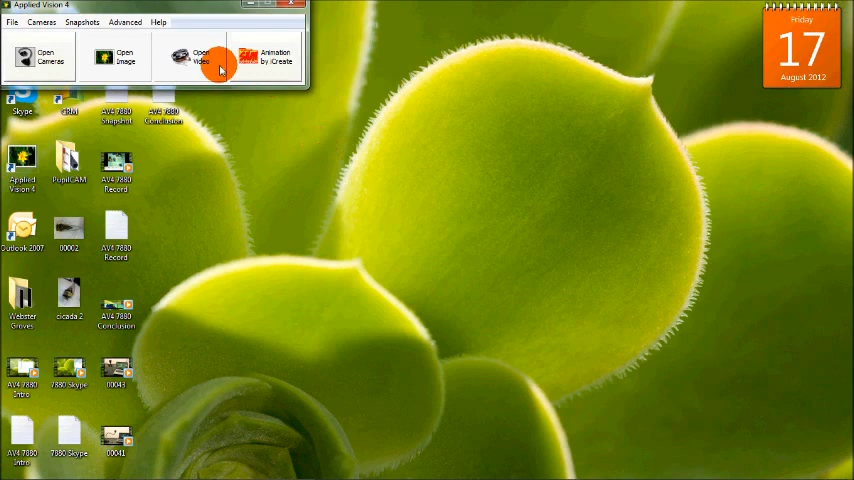 Applied Vision 4
File Cameras Snapshots Advanced Help
Open
Cameras
Open
Image
Open
Video
Animation
by iCreate
Friday
17
August 2012
Skype
CRM
AV4 7880
Snapshot
AV4 7880
Conclusion
Applied
Vision 4
PupilCAM
AV4 7880
Record
Outlook 2007
00002
AV4 7880
Record
Webster
Groves
cicada 2
AV4 7880
Conclusion
AV4 7880
Intro
7880 Skype
00043
AV4 7880
Intro
7880 Skype
00041